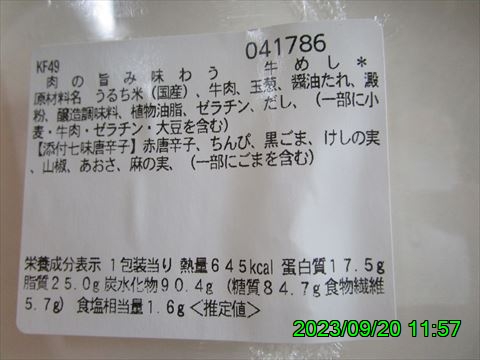 041786
KF49
肉の旨み味わう 牛めし*
原材料名 うるち米(国産)、牛肉、玉葱、醤油たれ、澱
粉、醸造調味料、植物油脂、ゼラチン、だし、(一部に小
麦・牛肉・ゼラチン・大豆を含む)
【添付七味唐辛子】赤唐辛子、ちんぴ、黒ごま、けしの実
、山椒、あおさ、麻の実、(一部にごまを含む)
栄養成分表示 1包装当り 熱量645kcal 蛋白質17.5g
脂質25.0g 炭水化物90.4g (糖質84.7g食物繊維
5.7g) 食塩相当量1.6g<推定値>
2023/09/20 11:57